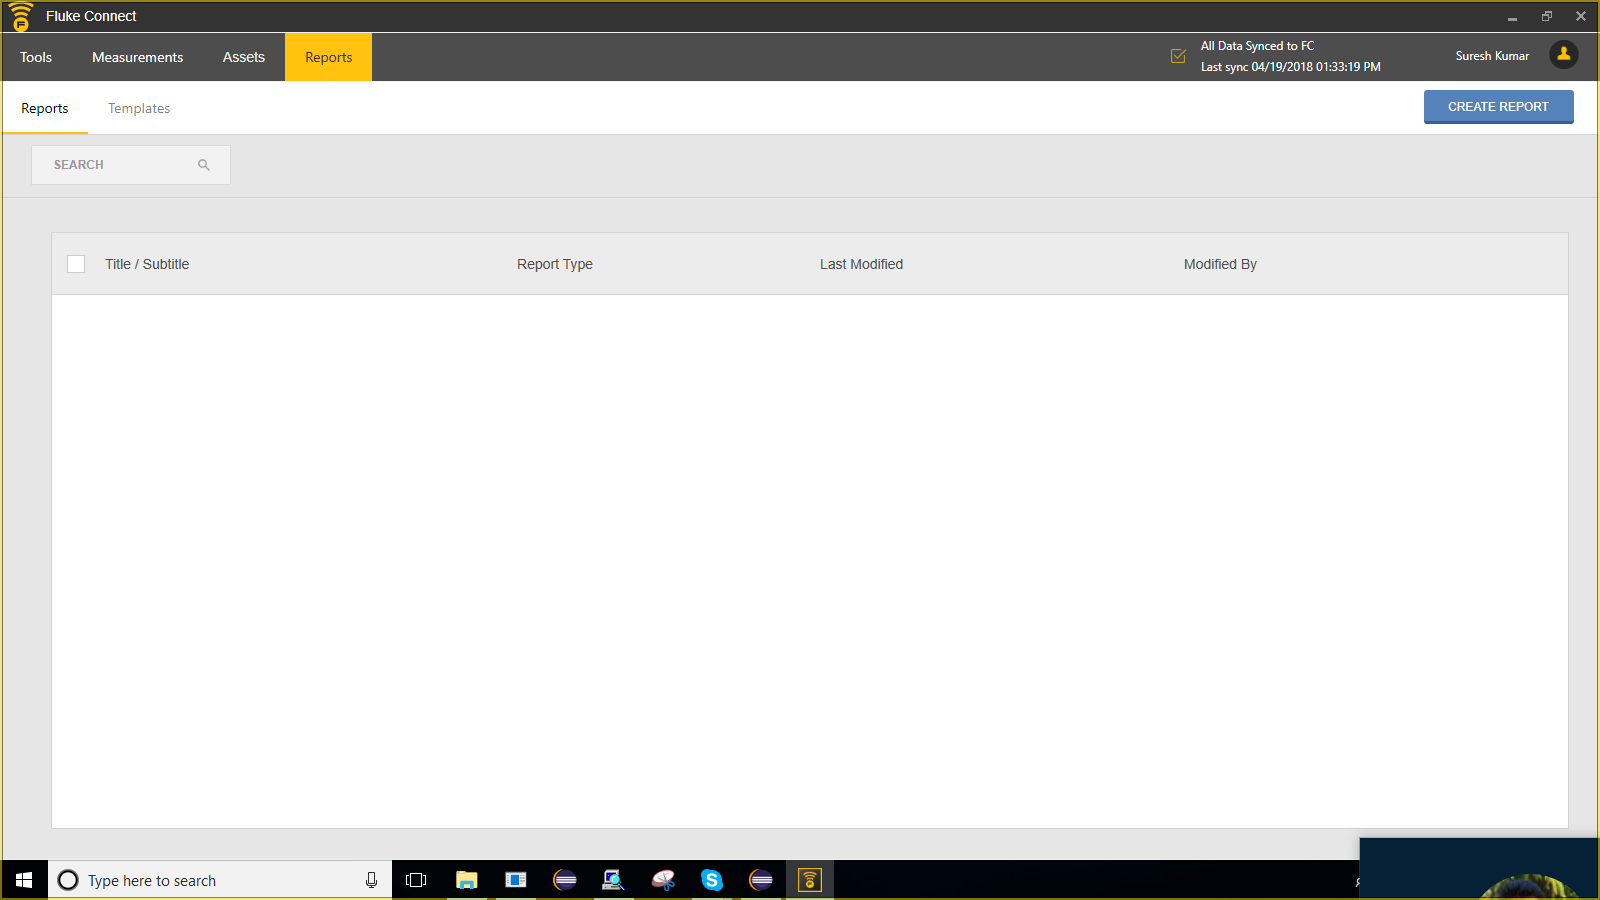 Fluke Connect
Tools Measurements Assets Reports
All Data Synced to FC
Last sync 04/19/2018 01:33:19 PM
Suresh Kumar
Reports Templates
CREATE REPORT
SEARCH
Title / Subtitle Report Type Last Modified Modified By
Type here to search